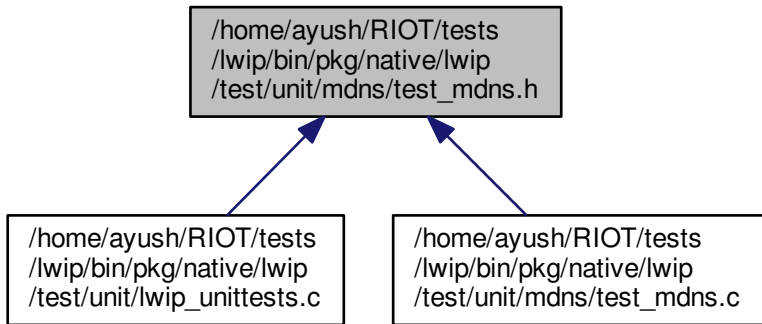 /home/ayush/RIOT/tests
/lwip/bin/pkg/native/lwip
/test/unit/mdns/test_mdns.h
/home/ayush/RIOT/tests
/lwip/bin/pkg/native/lwip
/test/unit/lwip_unittests.c
/home/ayush/RIOT/tests
/lwip/bin/pkg/native/lwip
/test/unit/mdns/test_mdns.c